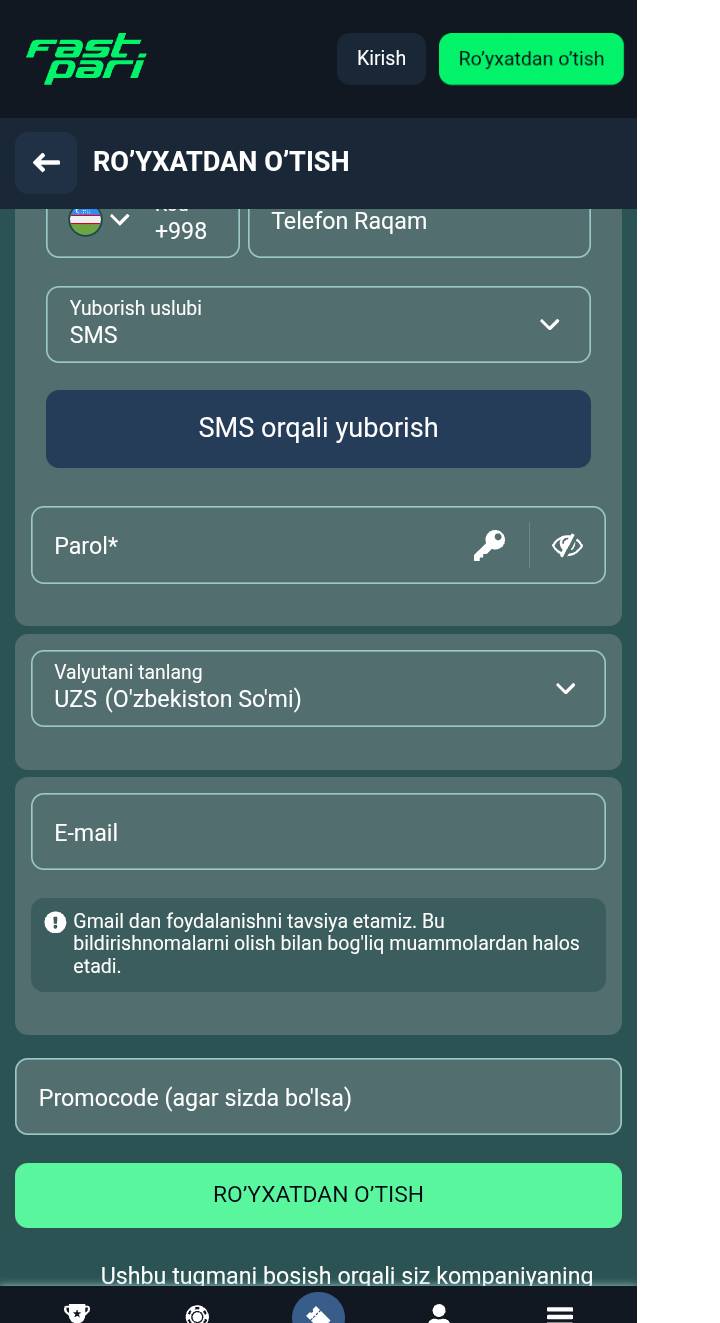 Fast
pari
Kirish
Ro’yxatdan o’tish
RO’YXATDAN O’TISH
+998
Telefon Raqam
Yuborish uslubi
SMS
SMS orqali yuborish
Parol*
Valyutani tanlang
UZS (O'zbekiston So'mi)
E-mail
Gmail dan foydalanishni tavsiya etamiz. Bu
bildirishnomalarni olish bilan bog'liq muammolardan halos
etadi.
Promocode (agar sizda bo'lsa)
RO’YXATDAN O’TISH
Ushbu tugmani bosish orqali siz kompaniyaning